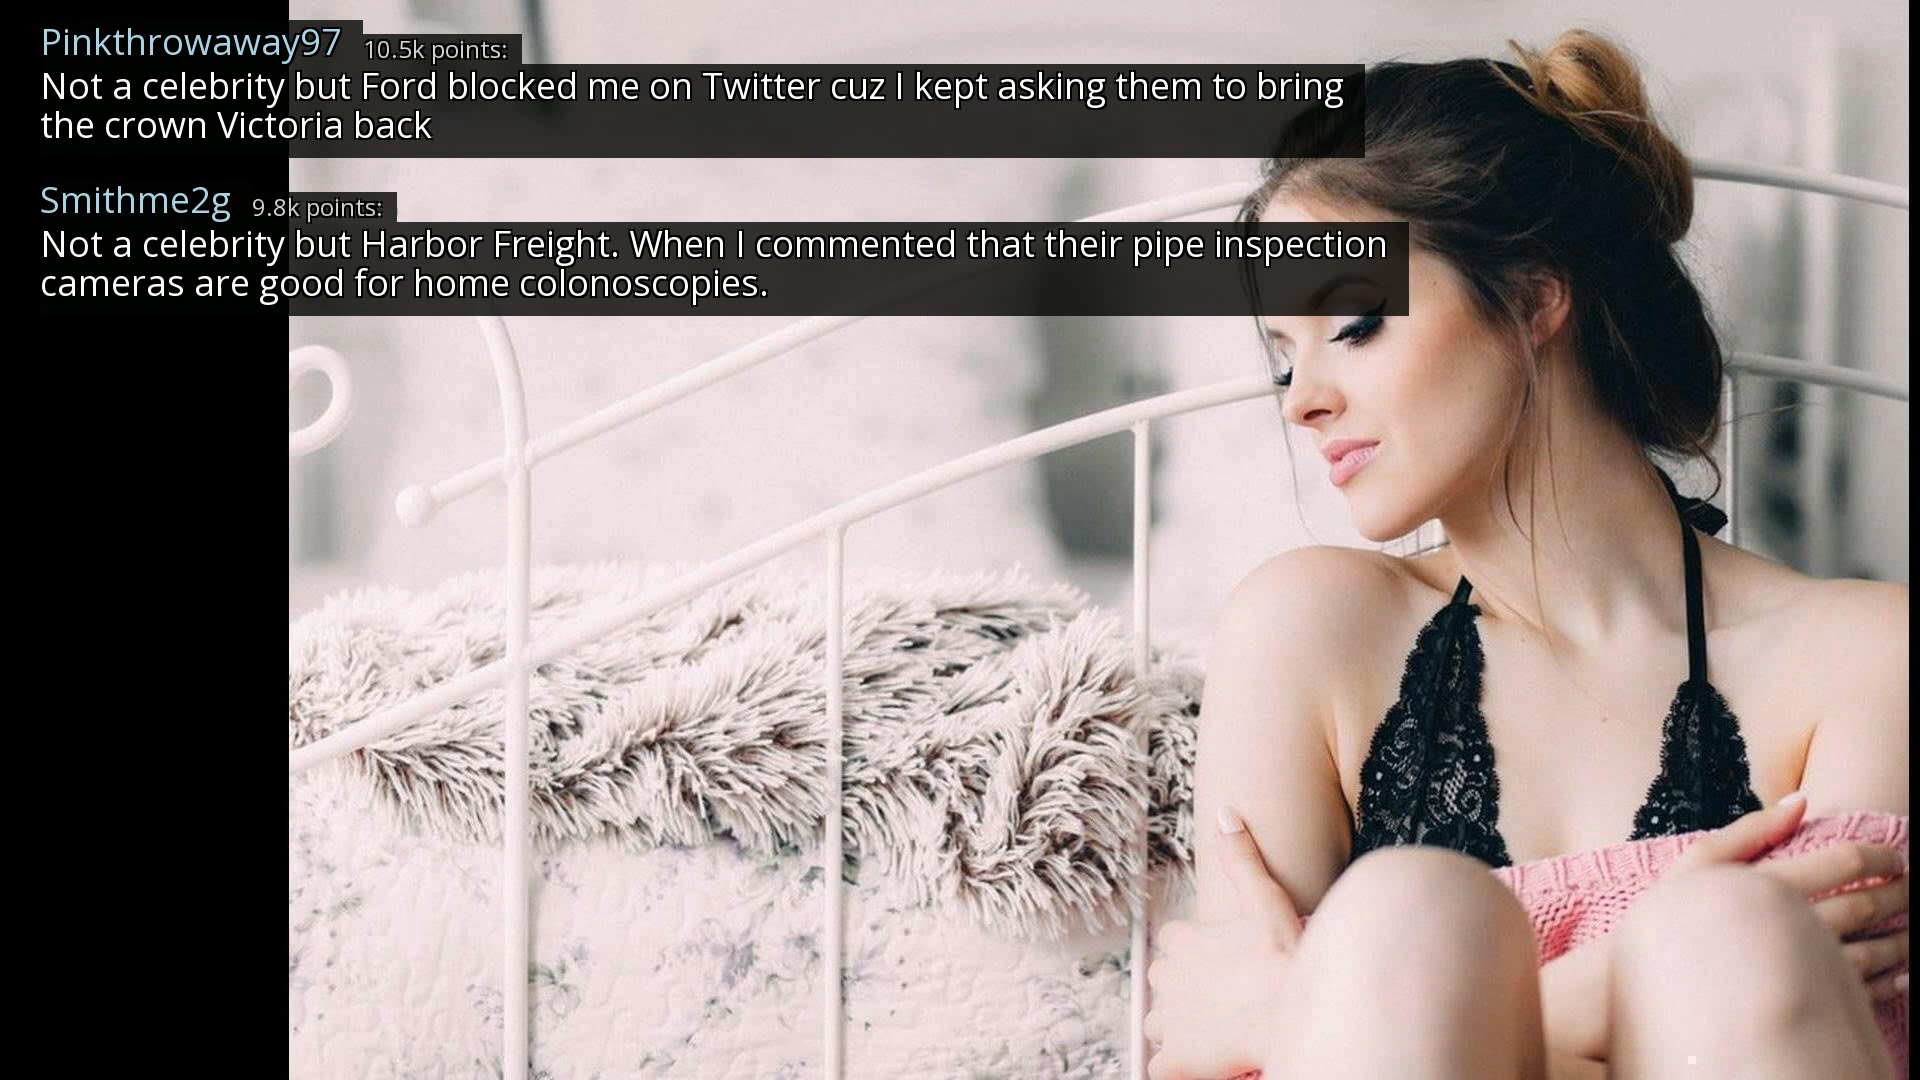 Pinkthrowaway97 10.5k points:
Not a celebrity but Ford blocked me on Twitter cuz I kept asking them to bring
the crown Victoria back
Smithme2g 9.8k points:
Not a celebrity but Harbor Freight. When I commented that their pipe inspection
cameras are good for home colonoscopies.